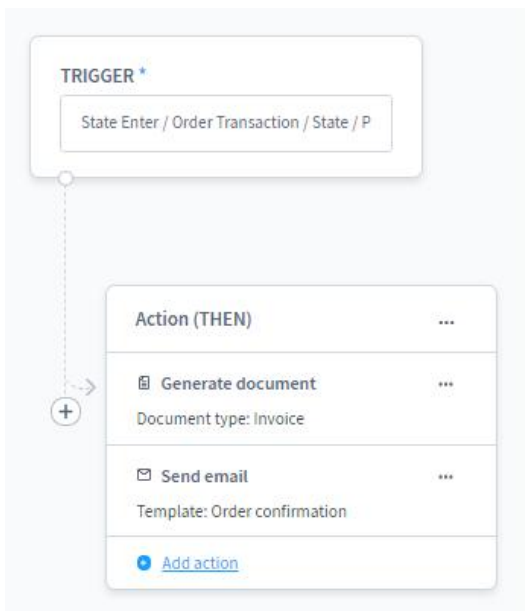 TRIGGER *
State Enter / Order Transaction / State / P
Action (THEN)
Generate document
Document type: Invoice
Send email
Template: Order confirmation
Add action